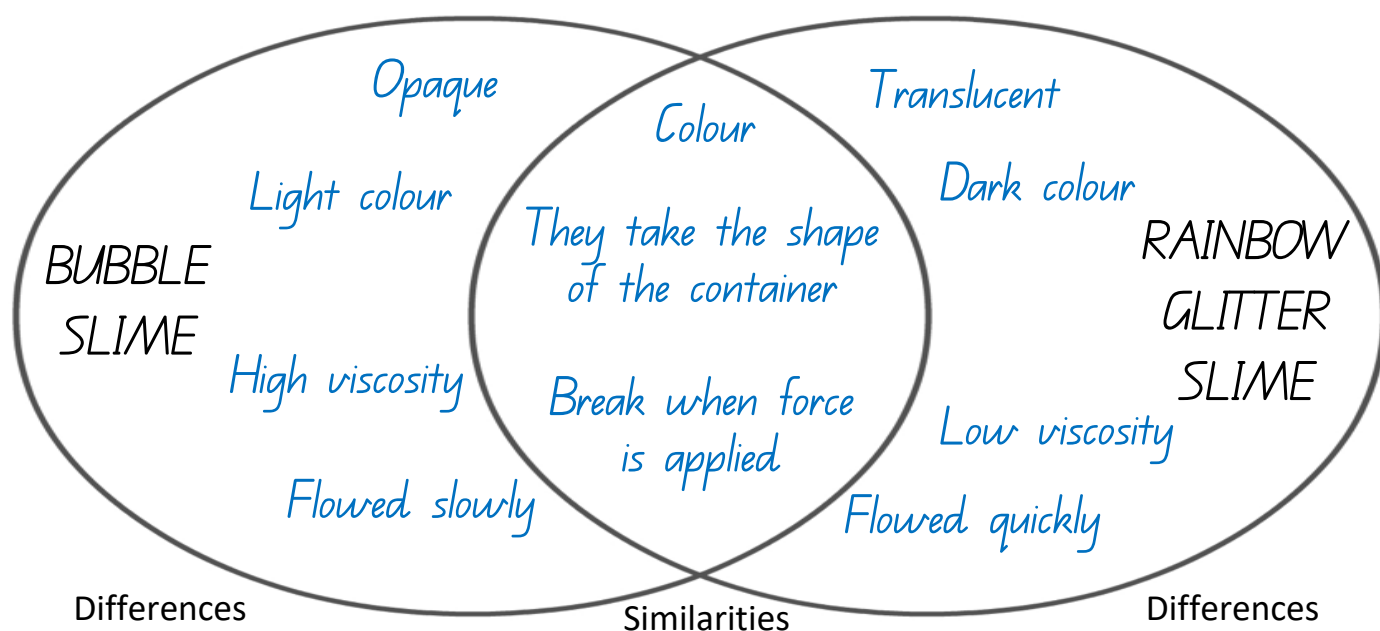 Opaque
Light colour
BUBBLE
SLIME
High viscosity
Flowed slowly
Colour
They take the shape
of the container
Break when force
is applied
Translucent
Dark colour
RAINBOW
GLITTER
SLIME
Low viscosity
Flowed quickly
Differences
Similarities
Differences